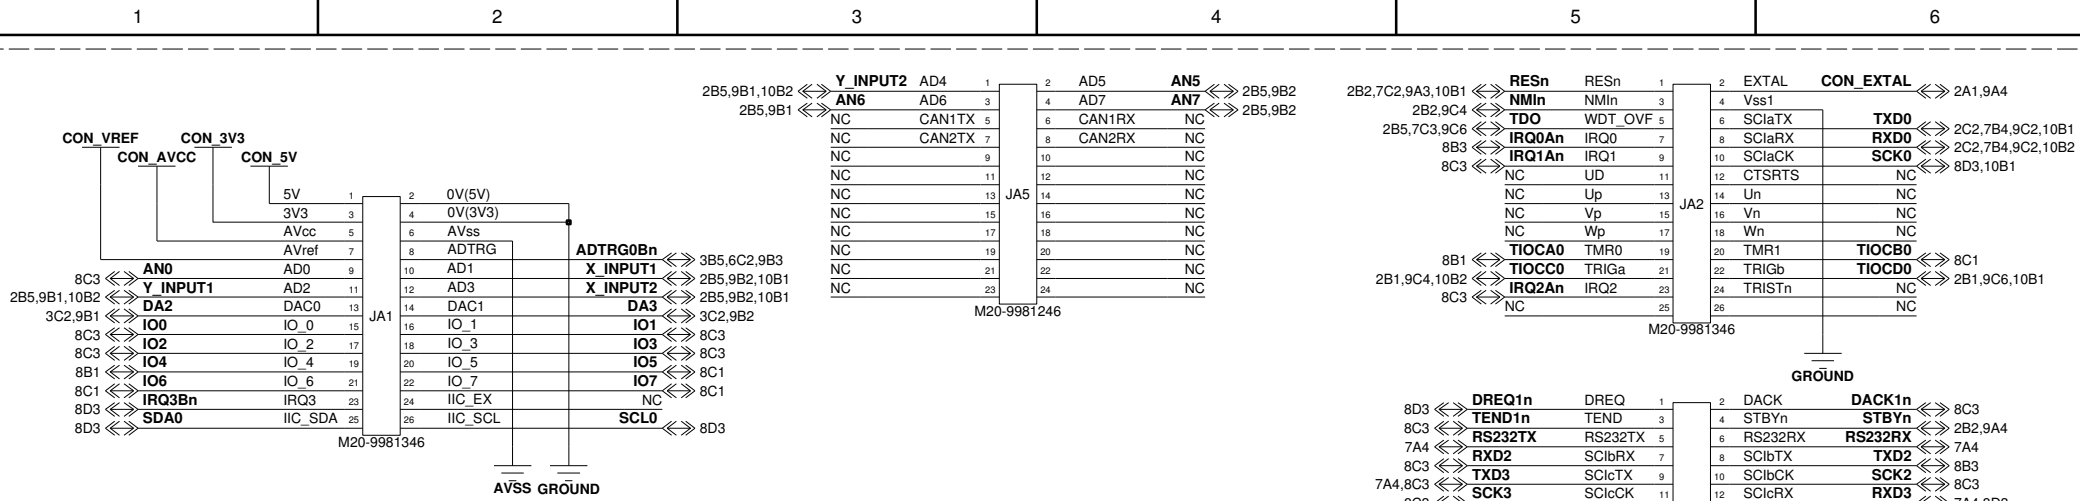 1 2 3 4 5 6
CON_VREF
CON_3V3
CON_AVCC
CON_5V
5V 1 2 0V(5V)
3V3 3 4 0V(3V3)
AVcc 5 6 AVss
AVref 7 8 ADTRG ADTRG0Bn 3B5,6C2,9B3
8C3 AN0 AD0 9 10 AD1 X_INPUT1 2B5,9B2,10B1
2B5,9B1,10B2 Y_INPUT1 AD2 11 12 AD3 X_INPUT2 2B5,9B2,10B1
3C2,9B1 DA2 DAC0 13 JA1 14 DAC1 DA3 3C2,9B2
8C3 IO0 IO_0 15 16 IO_1 IO1 8C3
8C3 IO2 IO_2 17 18 IO_3 IO3 8C3
8B1 IO4 IO_4 19 20 IO_5 IO5 8C1
8C1 IO6 IO_6 21 22 IO_7 IO7 8C1
8D3 IRQ3Bn IRQ3 23 24 IIC_EX NC
8D3 SDA0 IIC_SDA 25 26 IIC_SCL SCL0 8D3
M20-9981346
AVSS GROUND
2B5,9B1,10B2 Y_INPUT2 AD4 1 2 AD5 AN5 2B5,9B2
2B5,9B1 AN6 AD6 3 4 AD7 AN7 2B5,9B2
NC CAN1TX 5 6 CAN1RX NC
NC CAN2TX 7 8 CAN2RX NC
NC 9 10 NC
NC 11 12 NC
NC 13 JA5 14 NC
NC 15 16 NC
NC 17 18 NC
NC 19 20 NC
NC 21 22 NC
NC 23 24 NC
M20-9981246
2B2,7C2,9A3,10B1 RESn RESn 1 2 EXTAL CON_EXTAL 2A1,9A4
2B2,9C4 NMIn NMIn 3 4 Vss1
2B5,7C3,9C6 TDO WDT_OVF 5 6 SCIaTX TXD0 2C2,7B4,9C2,10B1
8B3 IRQ0An IRQ0 7 8 SCIaRX RXD0 2C2,7B4,9C2,10B2
8C3 IRQ1An IRQ1 9 10 SCIaCK SCK0 8D3,10B1
NC UD 11 12 CTSRTS NC
NC Up 13 JA2 14 Un NC
NC Vp 15 16 Vn NC
NC Wp 17 18 Wn NC
8B1 TIOCA0 TMR0 19 20 TMR1 TIOCB0 8C1
2B1,9C4,10B2 TIOCC0 TRIGa 21 22 TRIGb TIOCD0 2B1,9C6,10B1
8C3 IRQ2An IRQ2 23 24 TRISTn NC
NC 25 26 NC
M20-9981346
GROUND
8D3 DREQ1n DREQ 1 2 DACK DACK1n 8C3
8C3 TEND1n TEND 3 4 STBYn STBYn 2B2,9A4
7A4 RS232TX RS232TX 5 6 RS232RX RS232RX 7A4
8C3 RXD2 SCIbRX 7 8 SCIbTX TXD2 8B3
7A4,8C3 TXD3 SCIcTX 9 10 SCIbCK SCK2 8C3
SCK3 SCIcCK 11 12 SCIcRX RXD3